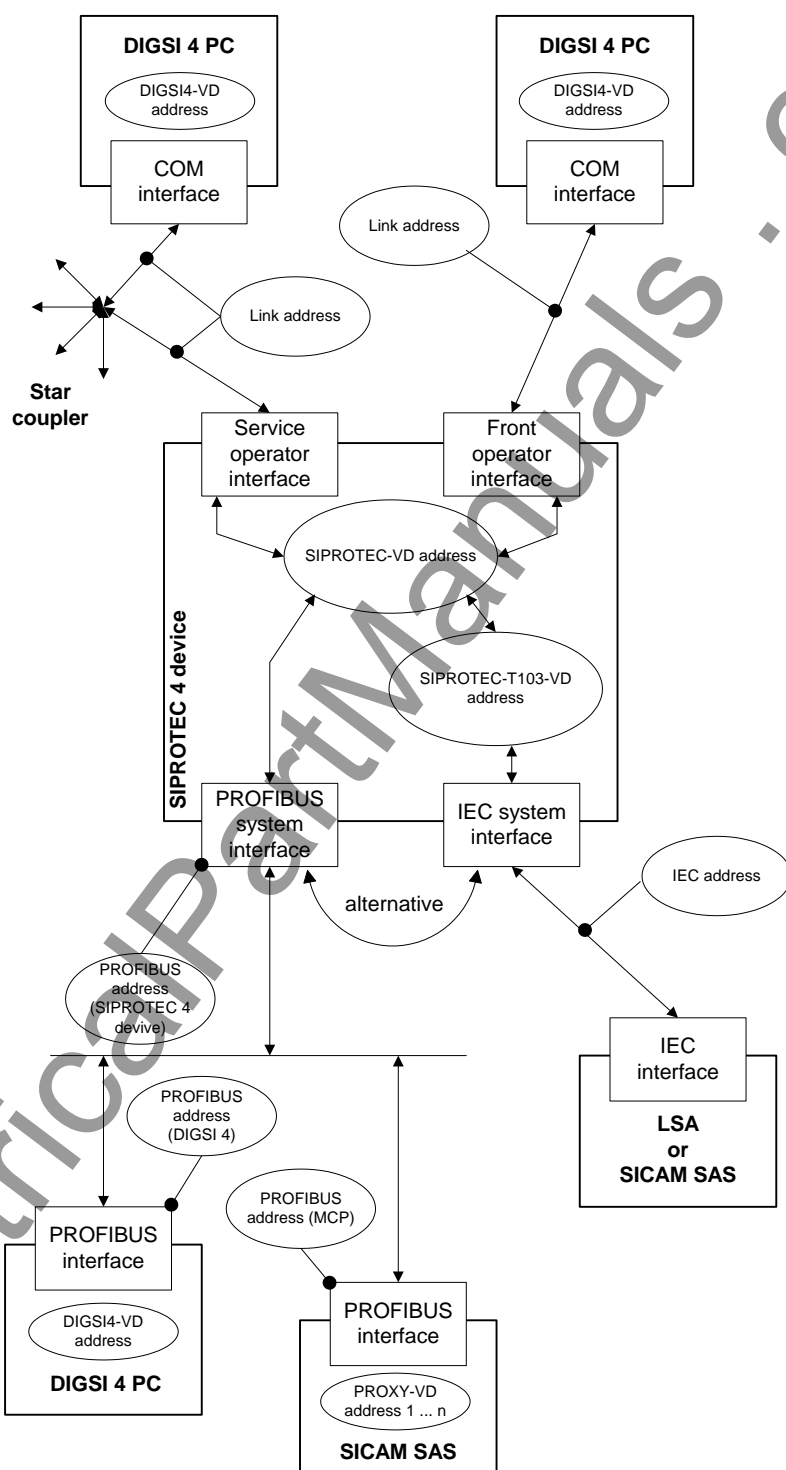 DIGSI 4 PC
DIGSI4-VD
address
COM
interface
DIGSI 4 PC
DIGSI4-VD
address
COM
interface
Link address
Link address
Star
coupler
Service
operator
interface
Front
operator
interface
SIPROTEC-VD address
SIPROTEC-T103-VD
address
SIPROTEC 4 device
PROFIBUS
system
interface
IEC system
interface
alternative
IEC address
PROFIBUS
address
(SIPROTEC 4
devive)
IEC
interface
LSA
or
SICAM SAS
PROFIBUS
address
(DIGSI 4)
PROFIBUS
address (MCP)
PROFIBUS
interface
DIGSI4-VD
address
DIGSI 4 PC
PROFIBUS
interface
PROXY-VD
address 1 ... n
SICAM SAS
tricalPartManuals .